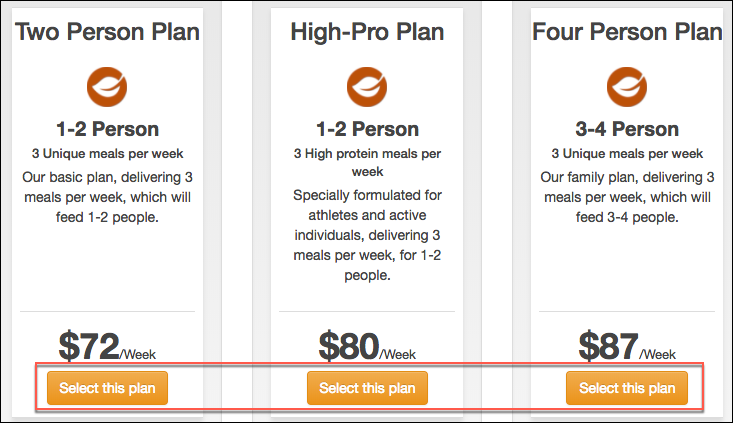 Two Person Plan
1-2 Person
3 Unique meals per week
Our basic plan, delivering 3
meals per week, which will
feed 1-2 people.
$72/Week
Select this plan
High-Pro Plan
1-2 Person
3 High protein meals per
week
Specially formulated for
athletes and active
individuals, delivering 3
meals per week, for 1-2
people.
$80/Week
Select this plan
Four Person Plan
3-4 Person
3 Unique meals per week
Our family plan, delivering 3
meals per week, which will
feed 3-4 people.
$87/Week
Select this plan